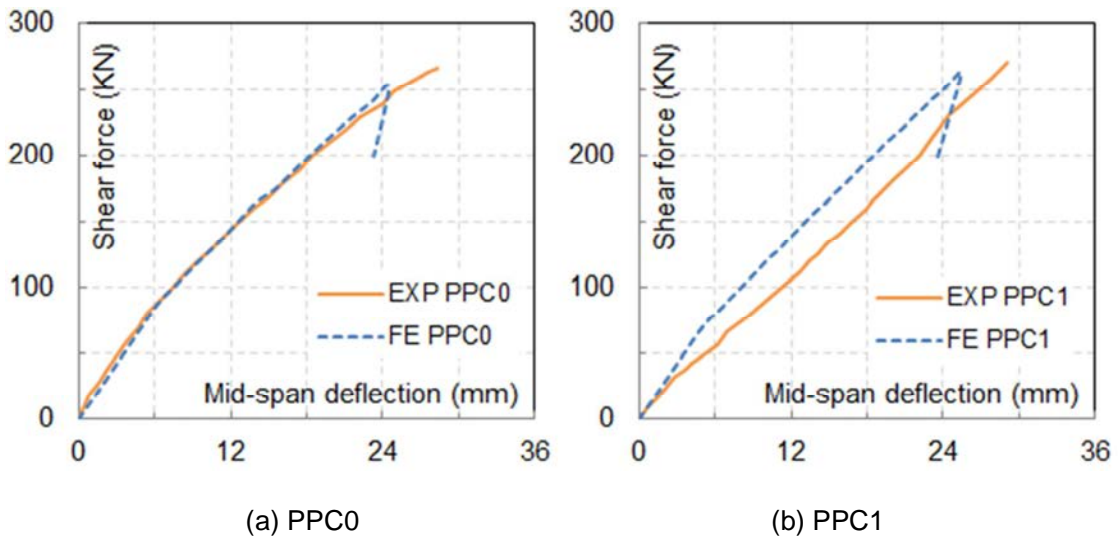 300
200
100
0
Shear force (KN)
EXP PPC0
FE PPC0
Mid-span deflection (mm)
0 12 24 36
(a) PPC0
300
200
100
0
Shear force (KN)
EXP PPC1
FE PPC1
Mid-span deflection (mm)
0 12 24 36
(b) PPC1